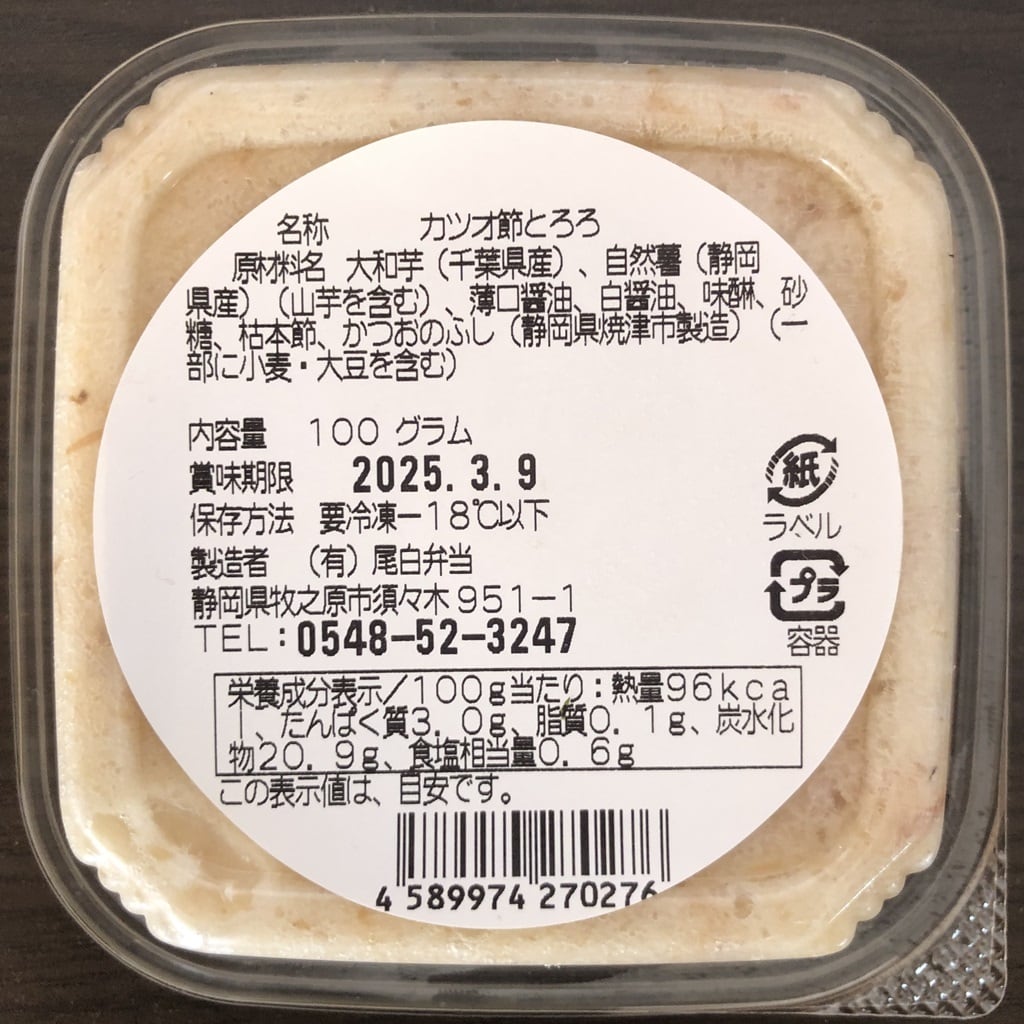 名称 カツオ節とろろ
原材料名 大和芋（千葉県産）、自然薯（静岡
県産）（山芋を含む）、薄口醤油、白醤油、味醂、砂
糖、枯本節、かつおのふし（静岡県焼津市製造）（一
部に小麦・大豆を含む）
内容量 １００ グラム
賞味期限 2025.3.9
保存方法 要冷凍－１８℃以下
製造者 （有）尾白弁当
静岡県牧之原市須々木９５１－１
ＴＥＬ：0548-52-3247
紙
ラベル
プラ
容器
栄養成分表示／１００ｇ当たり：熱量９６ｋｃａ
ｌ、たんぱく質３．０ｇ、脂質０．１ｇ、炭水化
物２０．９ｇ、食塩相当量０．６ｇ
この表示値は、目安です。
4 589974 270276